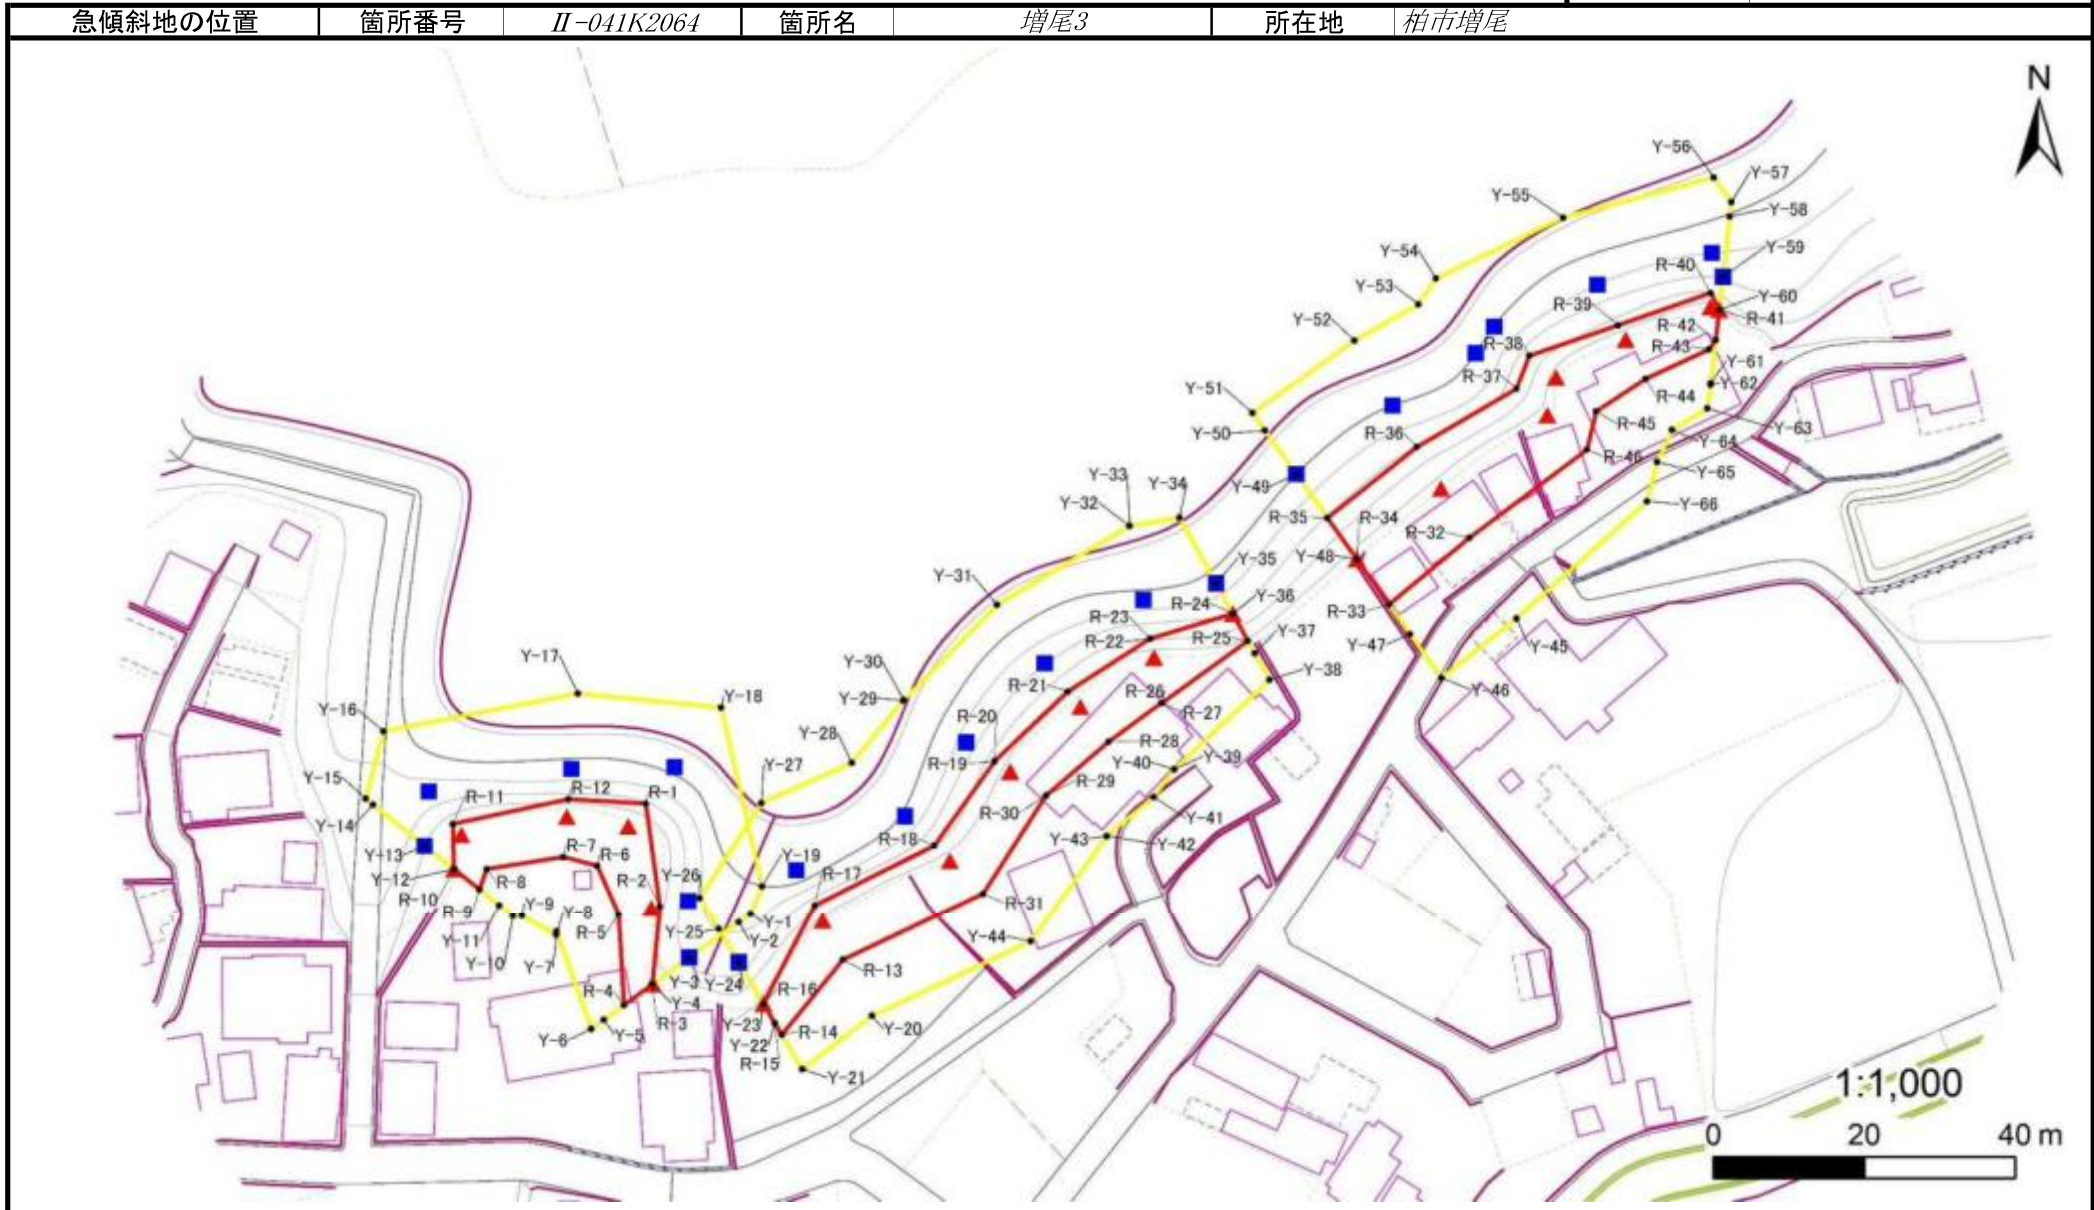 急傾斜地の位置 箇所番号 Ⅱ-041K2064 箇所名 増尾3 所在地 柏市増尾
N
Y-56
Y-57
Y-55
Y-58
Y-54
Y-59
R-40
Y-53
Y-60
R-39
R-41
Y-52
R-42
R-38
R-43
Y-61
R-37
Y-62
Y-51
R-44
R-45
Y-63
Y-50
R-36
Y-64
R-46
Y-65
Y-33
Y-34
Y-49
Y-32
Y-66
R-35
R-34
R-32
Y-48
Y-35
Y-31
R-24
Y-36
R-33
R-23
R-22
R-25
Y-37
Y-47
Y-45
Y-17
Y-30
Y-38
Y-46
R-21
R-26
Y-29
Y-18
Y-16
R-27
R-20
Y-28
R-28
R-19
Y-39
Y-40
Y-27
Y-15
R-29
R-11
R-12
R-1
R-30
Y-41
Y-14
R-18
Y-43
Y-42
Y-13
R-7
R-6
Y-19
Y-12
R-8
Y-26
R-17
R-2
R-10
R-9
Y-9
R-31
Y-8
Y-1
R-5
Y-25
Y-2
Y-11
Y-44
Y-10
Y-7
R-13
Y-3
Y-24
R-4
R-16
Y-4
Y-23
R-3
R-14
Y-20
Y-6
Y-5
Y-22
R-15
Y-21
1:1,000
0 20 40 m